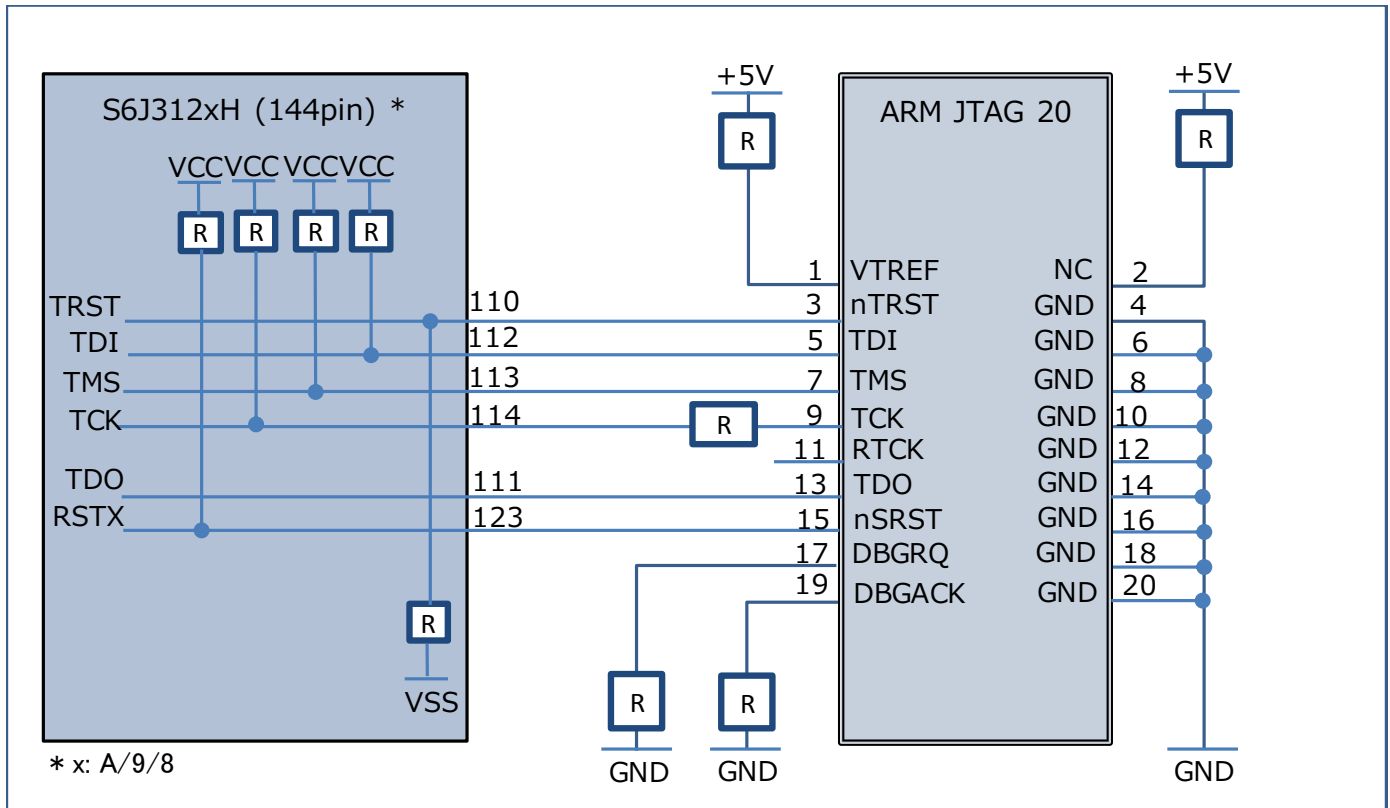 +5V
+5V
S6J312xH (144pin) *
ARM JTAG 20
R
R
VCC VCC VCC VCC
R R R R
1 VTREF NC 2
TRST 110 3 nTRST GND 4
TDI 112 5 TDI GND 6
TMS 113 7 TMS GND 8
TCK 114 R 9 TCK GND 10
11 RTCK GND 12
TDO 111 13 TDO GND 14
RSTX 123 15 nSRST GND 16
17 DBGRQ GND 18
19 DBGACK GND 20
R
VSS
R R
GND GND GND
* x: A/9/8